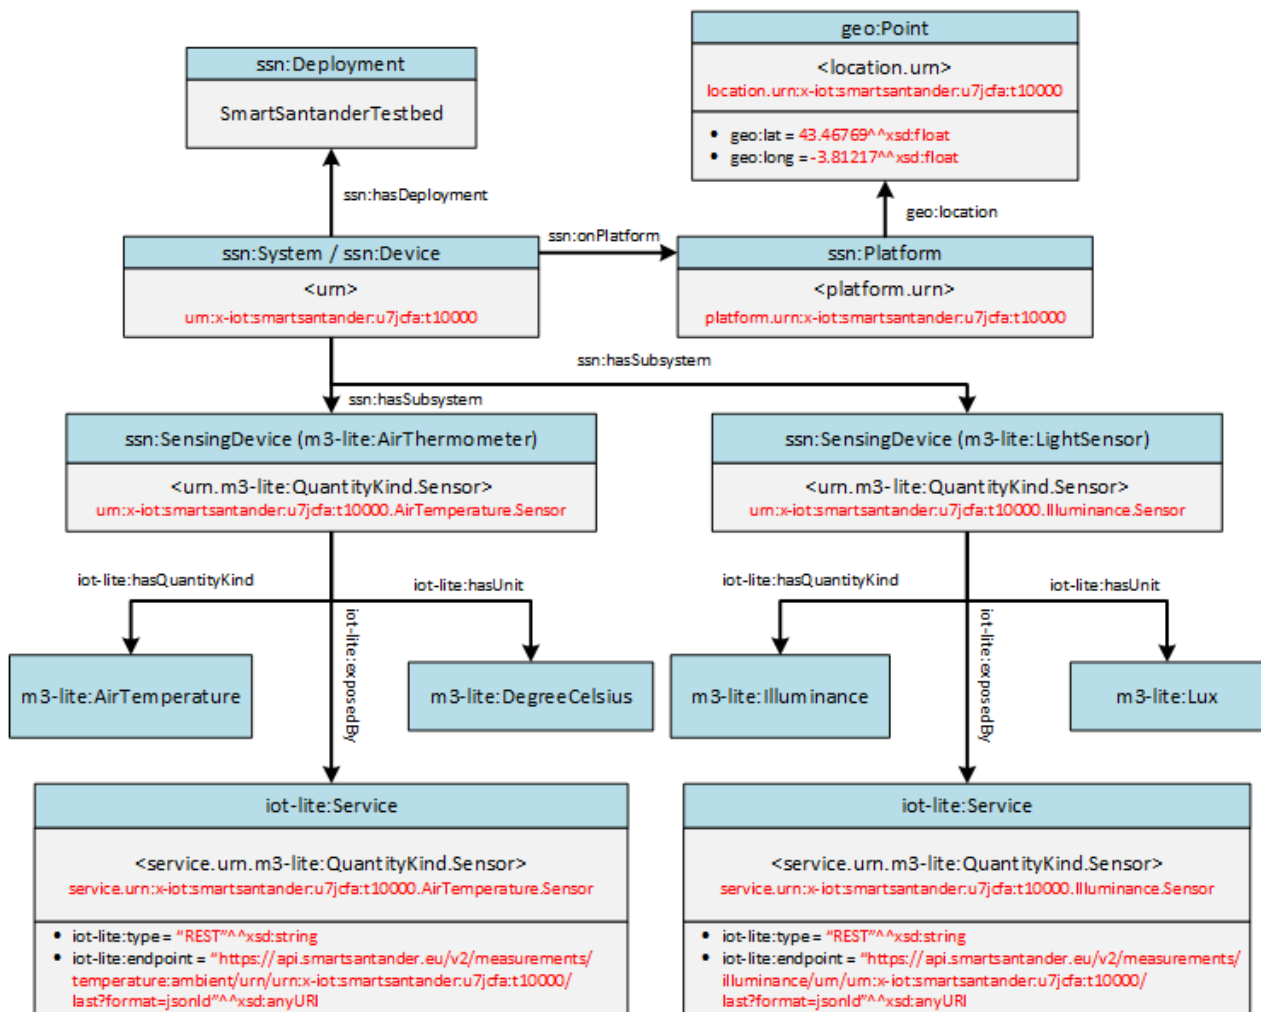 geo:Point
<location.urn>
location.urn:x-iot:smartsantander:u7jcfa:t10000
• geo:lat = 43.46769^^xsd:float
• geo:long = -3.81217^^xsd:float
ssn:Deployment
SmartSantanderTestbed
ssn:hasDeployment
geo:location
ssn:onPlatform
ssn:System / ssn:Device
<urn>
urn:x-iot:smartsantander:u7jcfa:t10000
ssn:Platform
<platform.urn>
platform.urn:x-iot:smartsantander:u7jcfa:t10000
ssn:hasSubsystem
ssn:hasSubsystem
ssn:SensingDevice (m3-lite:AirThermometer)
<urn.m3-lite:QuantityKind.Sensor>
urn:x-iot:smartsantander:u7jcfa:t10000.AirTemperature.Sensor
ssn:SensingDevice (m3-lite:LightSensor)
<urn.m3-lite:QuantityKind.Sensor>
urn:x-iot:smartsantander:u7jcfa:t10000.Illuminance.Sensor
iot-lite:hasQuantityKind
iot-lite:hasUnit
iot-lite:exposedBy
iot-lite:hasQuantityKind
iot-lite:hasUnit
iot-lite:exposedBy
m3-lite:AirTemperature
m3-lite:DegreeCelsius
m3-lite:Illuminance
m3-lite:Lux
iot-lite:Service
<service.urn.m3-lite:QuantityKind.Sensor>
service.urn:x-iot:smartsantander:u7jcfa:t10000.AirTemperature.Sensor
• iot-lite:type = “REST”^^xsd:string
• iot-lite:endpoint = “https://api.smartsantander.eu/v2/measurements/
temperature:ambient/urn/urn:x-iot:smartsantander:u7jcfa:t10000/
last?format=jsonld”^^xsd:anyURI
iot-lite:Service
<service.urn.m3-lite:QuantityKind.Sensor>
service.urn:x-iot:smartsantander:u7jcfa:t10000.Illuminance.Sensor
• iot-lite:type = “REST”^^xsd:string
• iot-lite:endpoint = “https://api.smartsantander.eu/v2/measurements/
illuminance/urn/urn:x-iot:smartsantander:u7jcfa:t10000/
last?format=jsonld”^^xsd:anyURI